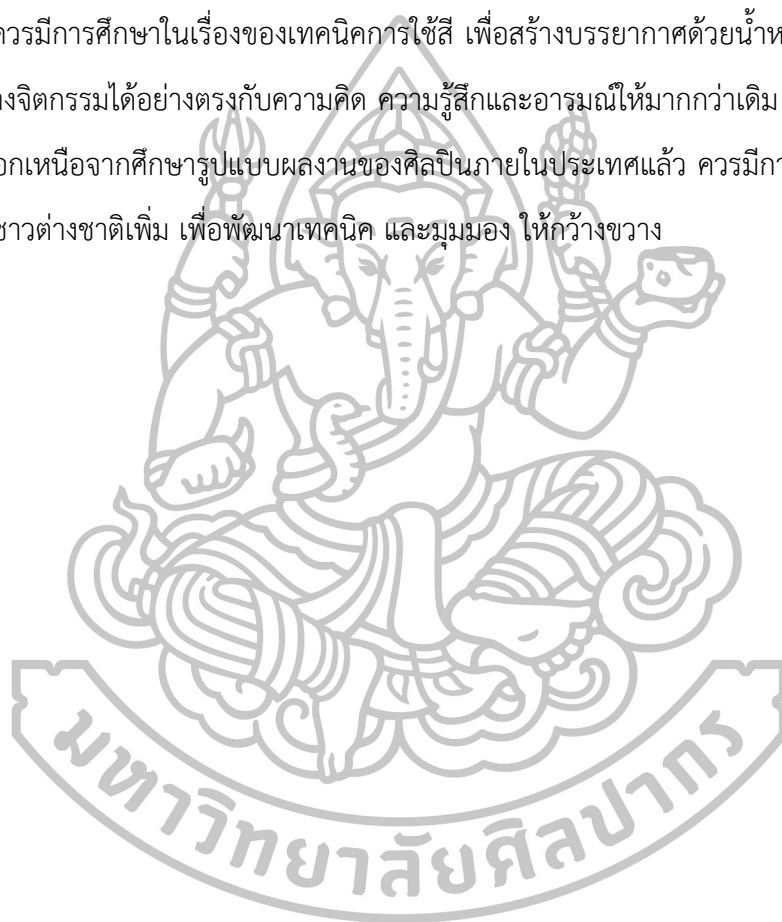 ควรมีการศึกษาในเรื่องของเทคนิคการใช้สี เพื่อสร้างบรรยากาศด้วยน้ำห
างจิตกรรมได้อย่างตรงกับความคิด ความรู้สึกและอารมณ์ให้มากกว่าเดิม
อกเหนือจากศึกษารูปแบบผลงานของศิลปินภายในประเทศแล้ว ควรมีกา
ชาวต่างชาติเพิ่ม เพื่อพัฒนาเทคนิค และมุมมอง ให้กว้างขวาง
มหาวิทยาลัยศิลปากร